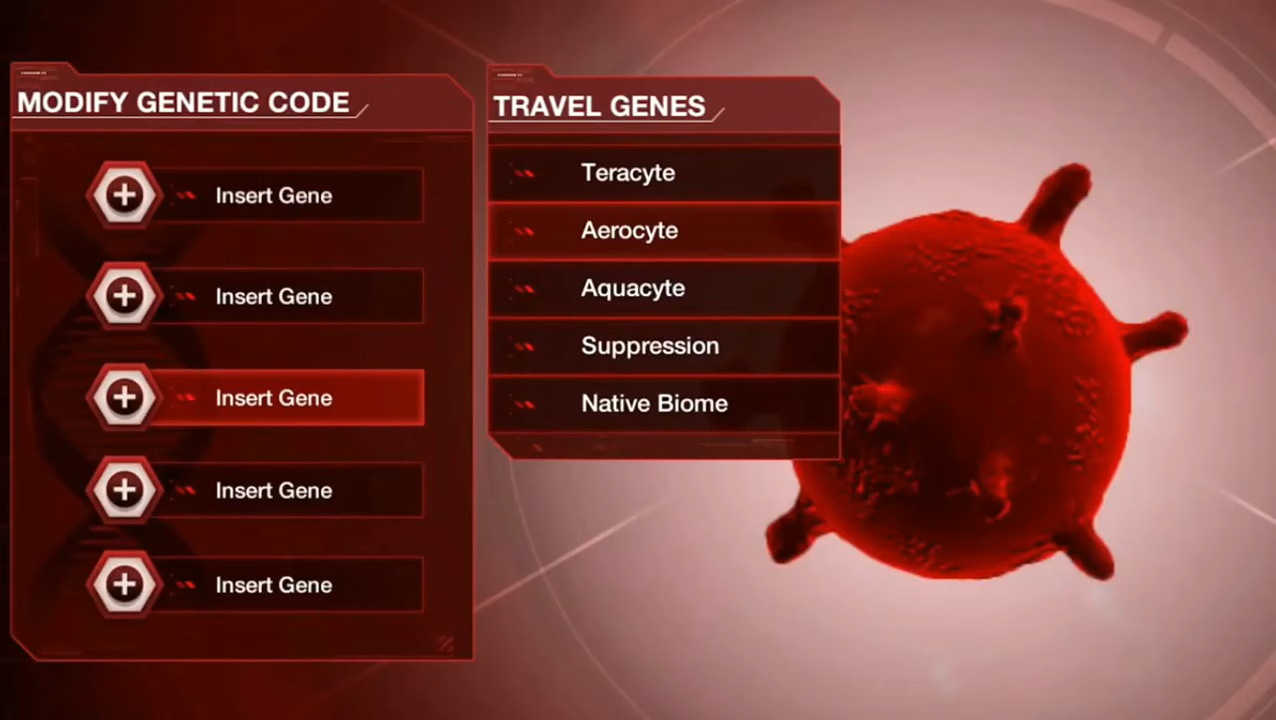 MODIFY GENETIC CODE
Insert Gene
Insert Gene
Insert Gene
Insert Gene
Insert Gene
TRAVEL GENES
Teracyte
Aerocyte
Aquacyte
Suppression
Native Biome